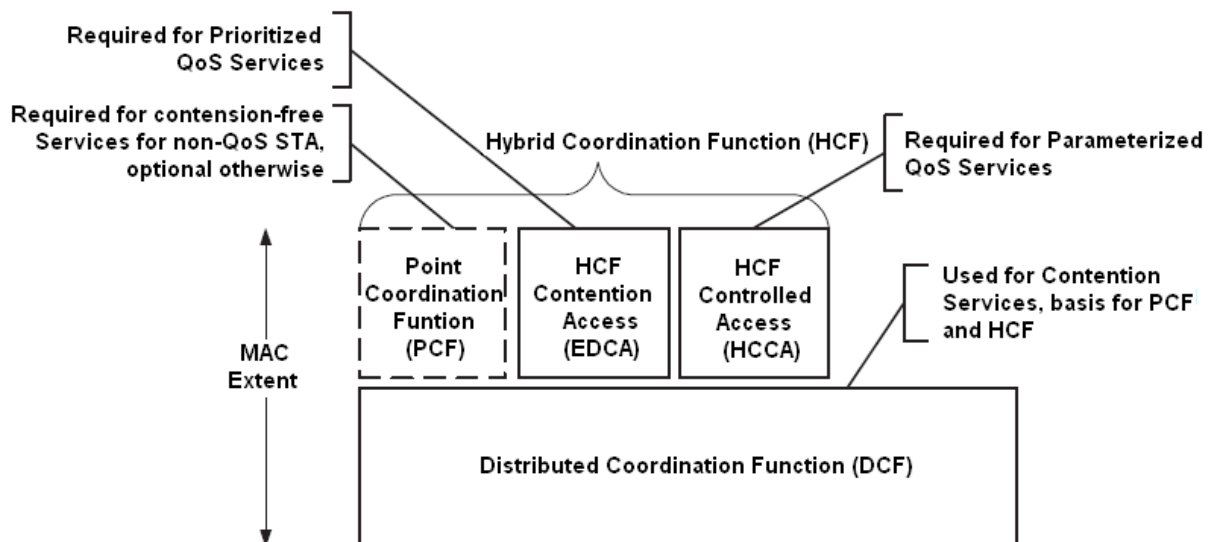 Required for Prioritized
QoS Services
Required for contension-free
Services for non-QoS STA,
optional otherwise
Hybrid Coordination Function (HCF)
Required for Parameterized
QoS Services
Point
Coordination
Funtion
(PCF)
HCF
Contention
Access
(EDCA)
HCF
Controlled
Access
(HCCA)
Used for Contention
Services, basis for PCF
and HCF
MAC
Extent
Distributed Coordination Function (DCF)